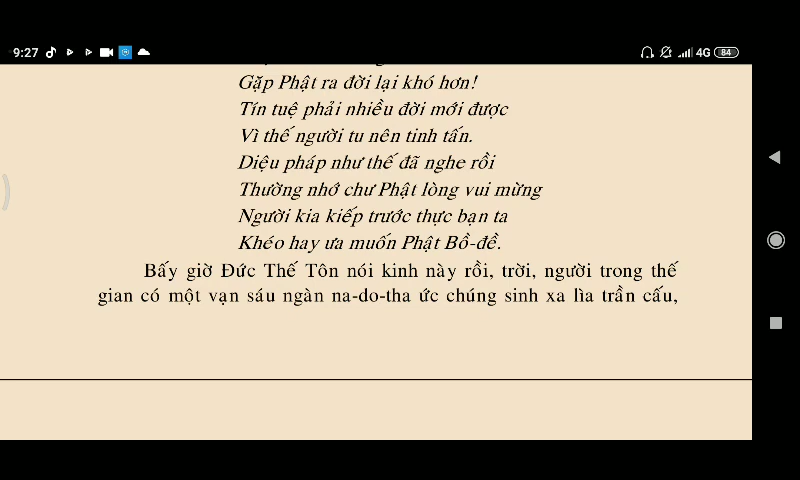 9:27
4G 84
Gặp Phật ra đời lại khó hơn!
Tín tuệ phải nhiều đời mới được
Vì thế người tu nên tinh tấn.
Diệu pháp như thế đã nghe rồi
Thường nhớ chư Phật lòng vui mừng
Người kia kiếp trước thực bạn ta
Khéo hay ưa muốn Phật Bồ-đề.
Bấy giờ Đức Thế Tôn nói kinh này rồi, trời, người trong thế
gian có một vạn sáu ngàn na-do-tha ức chúng sinh xa lìa trần cấu,